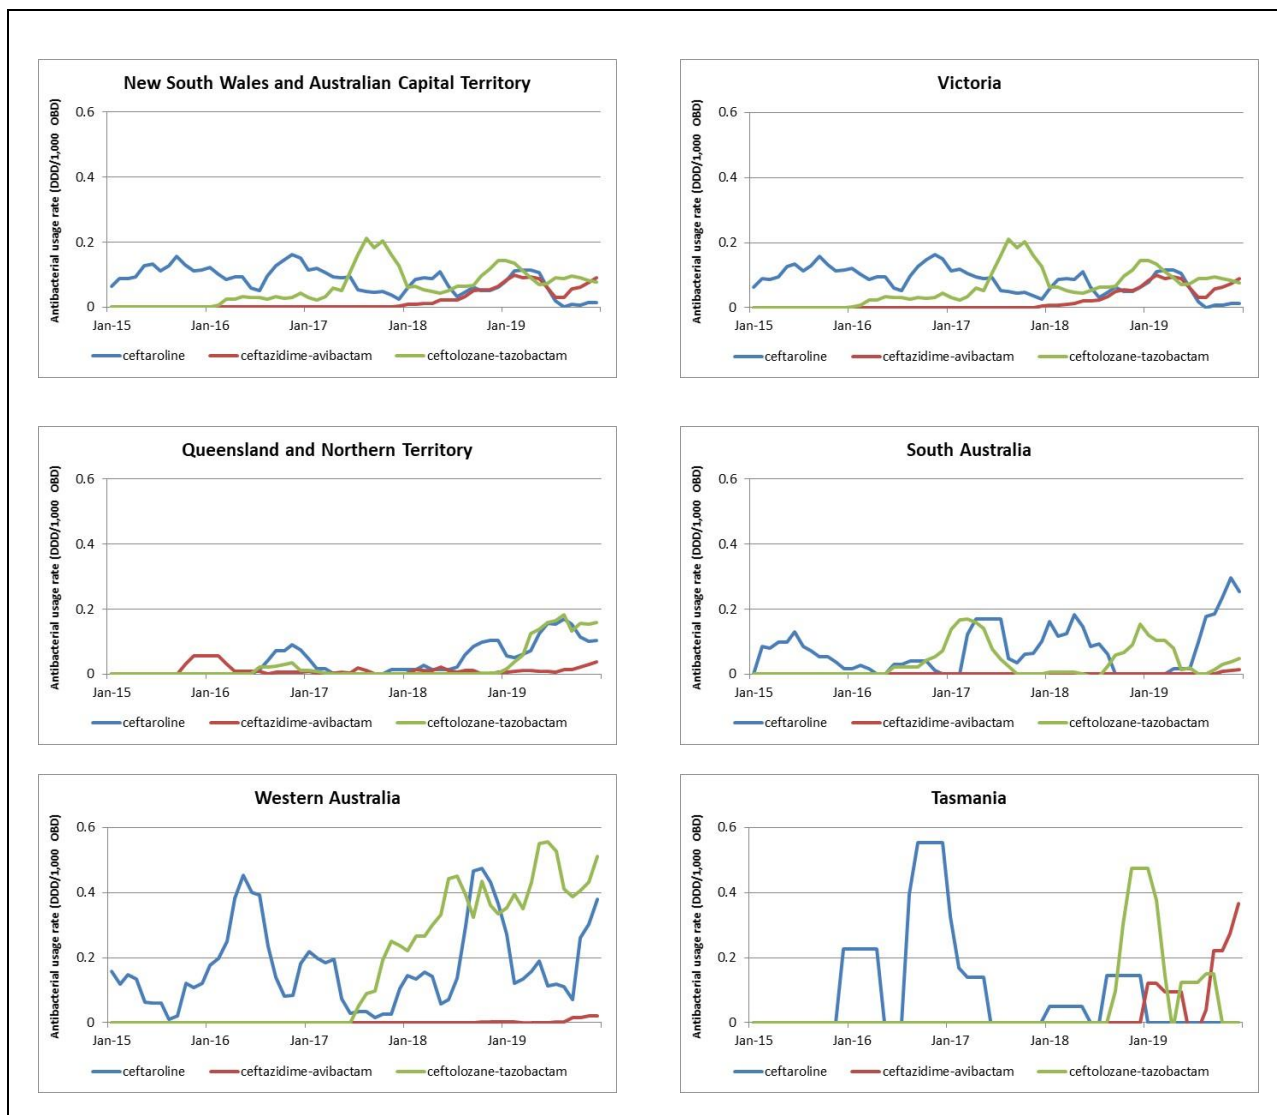 New South Wales and Australian Capital Territory
Antibacterial usage rate (DDD/1,000 OBD)
0.6
0.4
0.2
0
Jan-15 Jan-16 Jan-17 Jan-18 Jan-19
ceftaroline ceftazidime-avibactam ceftolozane-tazobactam
Victoria
Antibacterial usage rate (DDD/1,000 OBD)
0.6
0.4
0.2
0
Jan-15 Jan-16 Jan-17 Jan-18 Jan-19
ceftaroline ceftazidime-avibactam ceftolozane-tazobactam
Queensland and Northern Territory
Antibacterial usage rate (DDD/1,000 OBD)
0.6
0.4
0.2
0
Jan-15 Jan-16 Jan-17 Jan-18 Jan-19
ceftaroline ceftazidime-avibactam ceftolozane-tazobactam
South Australia
Antibacterial usage rate (DDD/1,000 OBD)
0.6
0.4
0.2
0
Jan-15 Jan-16 Jan-17 Jan-18 Jan-19
ceftaroline ceftazidime-avibactam ceftolozane-tazobactam
Western Australia
Antibacterial usage rate (DDD/1,000 OBD)
0.6
0.4
0.2
0
Jan-15 Jan-16 Jan-17 Jan-18 Jan-19
ceftaroline ceftazidime-avibactam ceftolozane-tazobactam
Tasmania
Antibacterial usage rate (DDD/1,000 OBD)
0.6
0.4
0.2
0
Jan-15 Jan-16 Jan-17 Jan-18 Jan-19
ceftaroline ceftazidime-avibactam ceftolozane-tazobactam